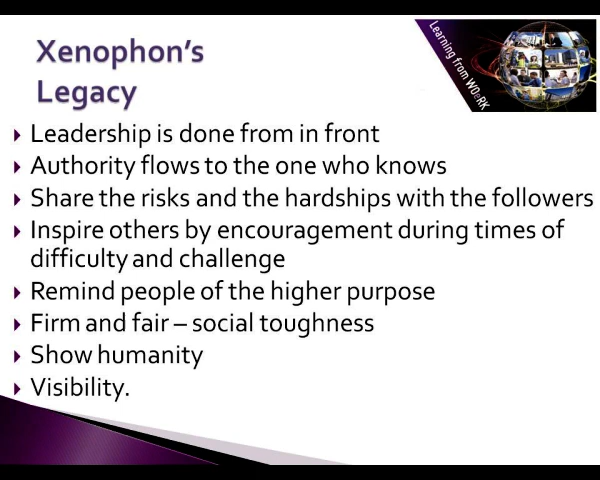 Xenophon's
Legacy
Learning from WOeRK
Leadership is done from in front
Authority flows to the one who knows
Share the risks and the hardships with the followers
Inspire others by encouragement during times of
difficulty and challenge
Remind people of the higher purpose
Firm and fair – social toughness
Show humanity
Visibility.